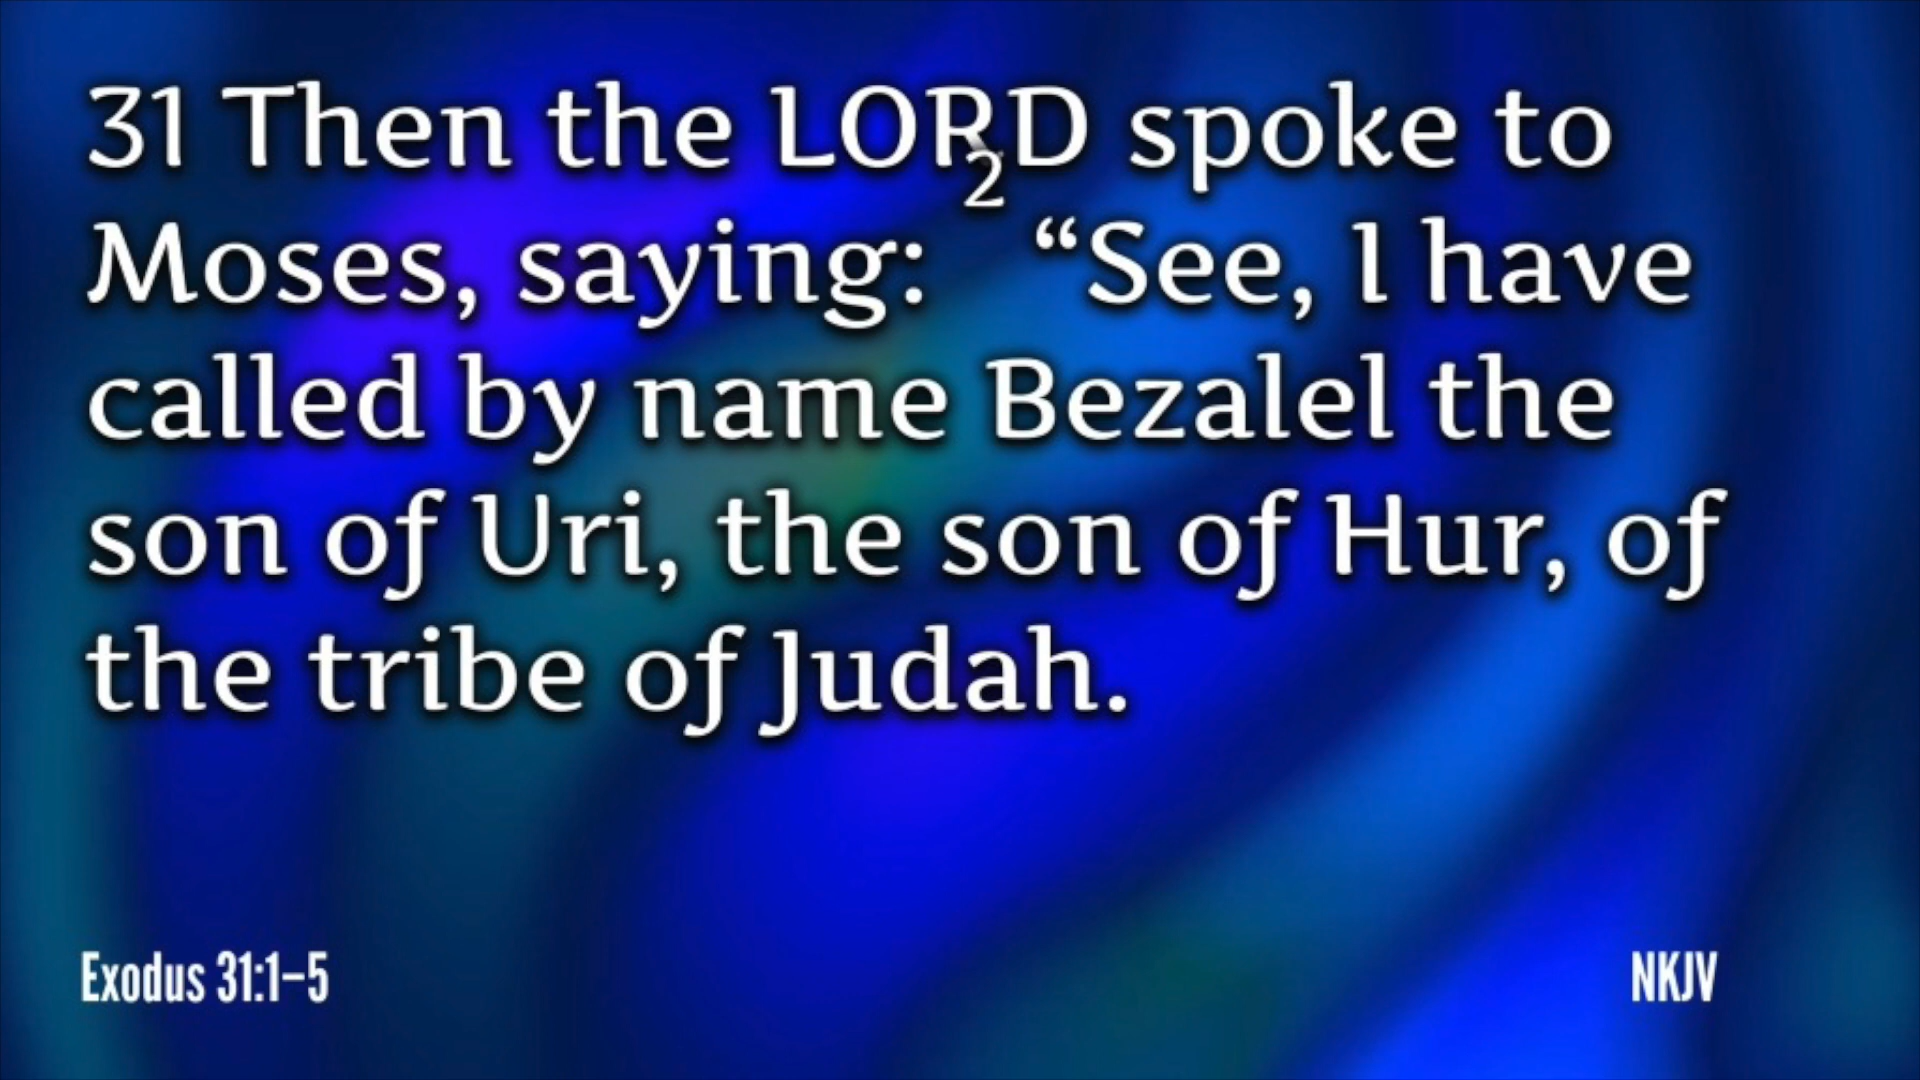 31 Then the LORD spoke to
Moses, saying: 2 “See, I have
called by name Bezalel the
son of Uri, the son of Hur, of
the tribe of Judah.
Exodus 31:1–5
NKJV